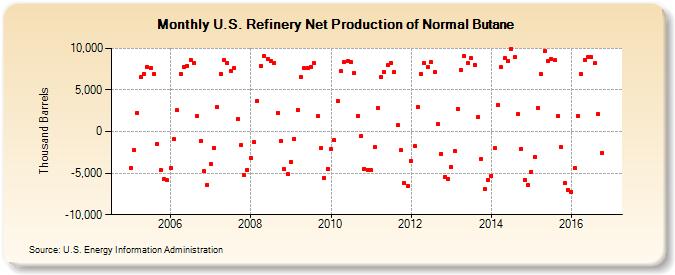 Monthly U.S. Refinery Net Production of Normal Butane
Thousand Barrels
10,000
5,000
0
-5,000
-10,000
2006 2008 2010 2012 2014 2016
Source: U.S. Energy Information Administration